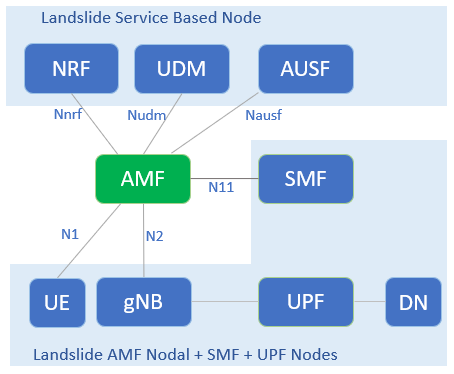 Landslide Service Based Node
NRF
UDM
AUSF
Nnrf
Nudm
Nausf
AMF
N11
SMF
N1
N2
UE
gNB
UPF
DN
Landslide AMF Nodal + SMF + UPF Nodes